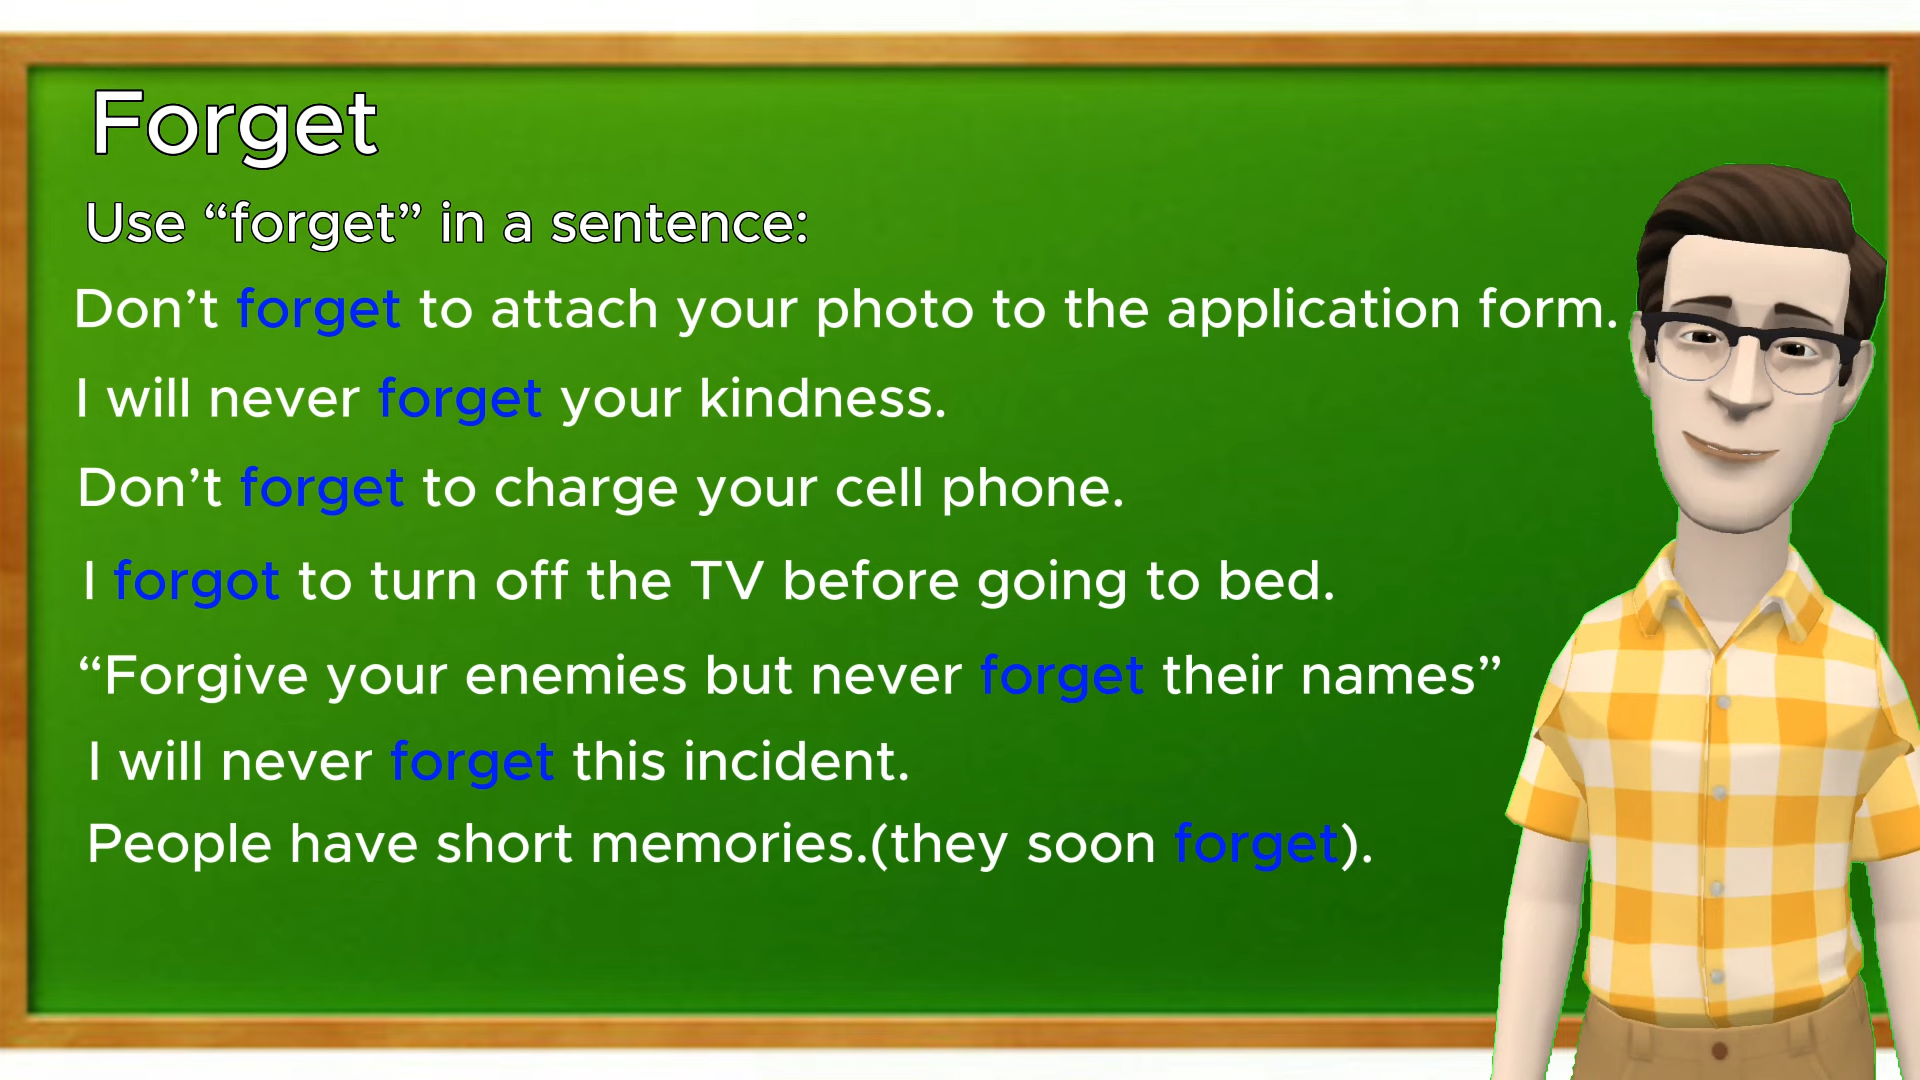 Forget
Use “forget” in a sentence:
Don’t forget to attach your photo to the application form.
I will never forget your kindness.
Don’t forget to charge your cell phone.
I forgot to turn off the TV before going to bed.
“Forgive your enemies but never forget their names”
I will never forget this incident.
People have short memories.(they soon forget).